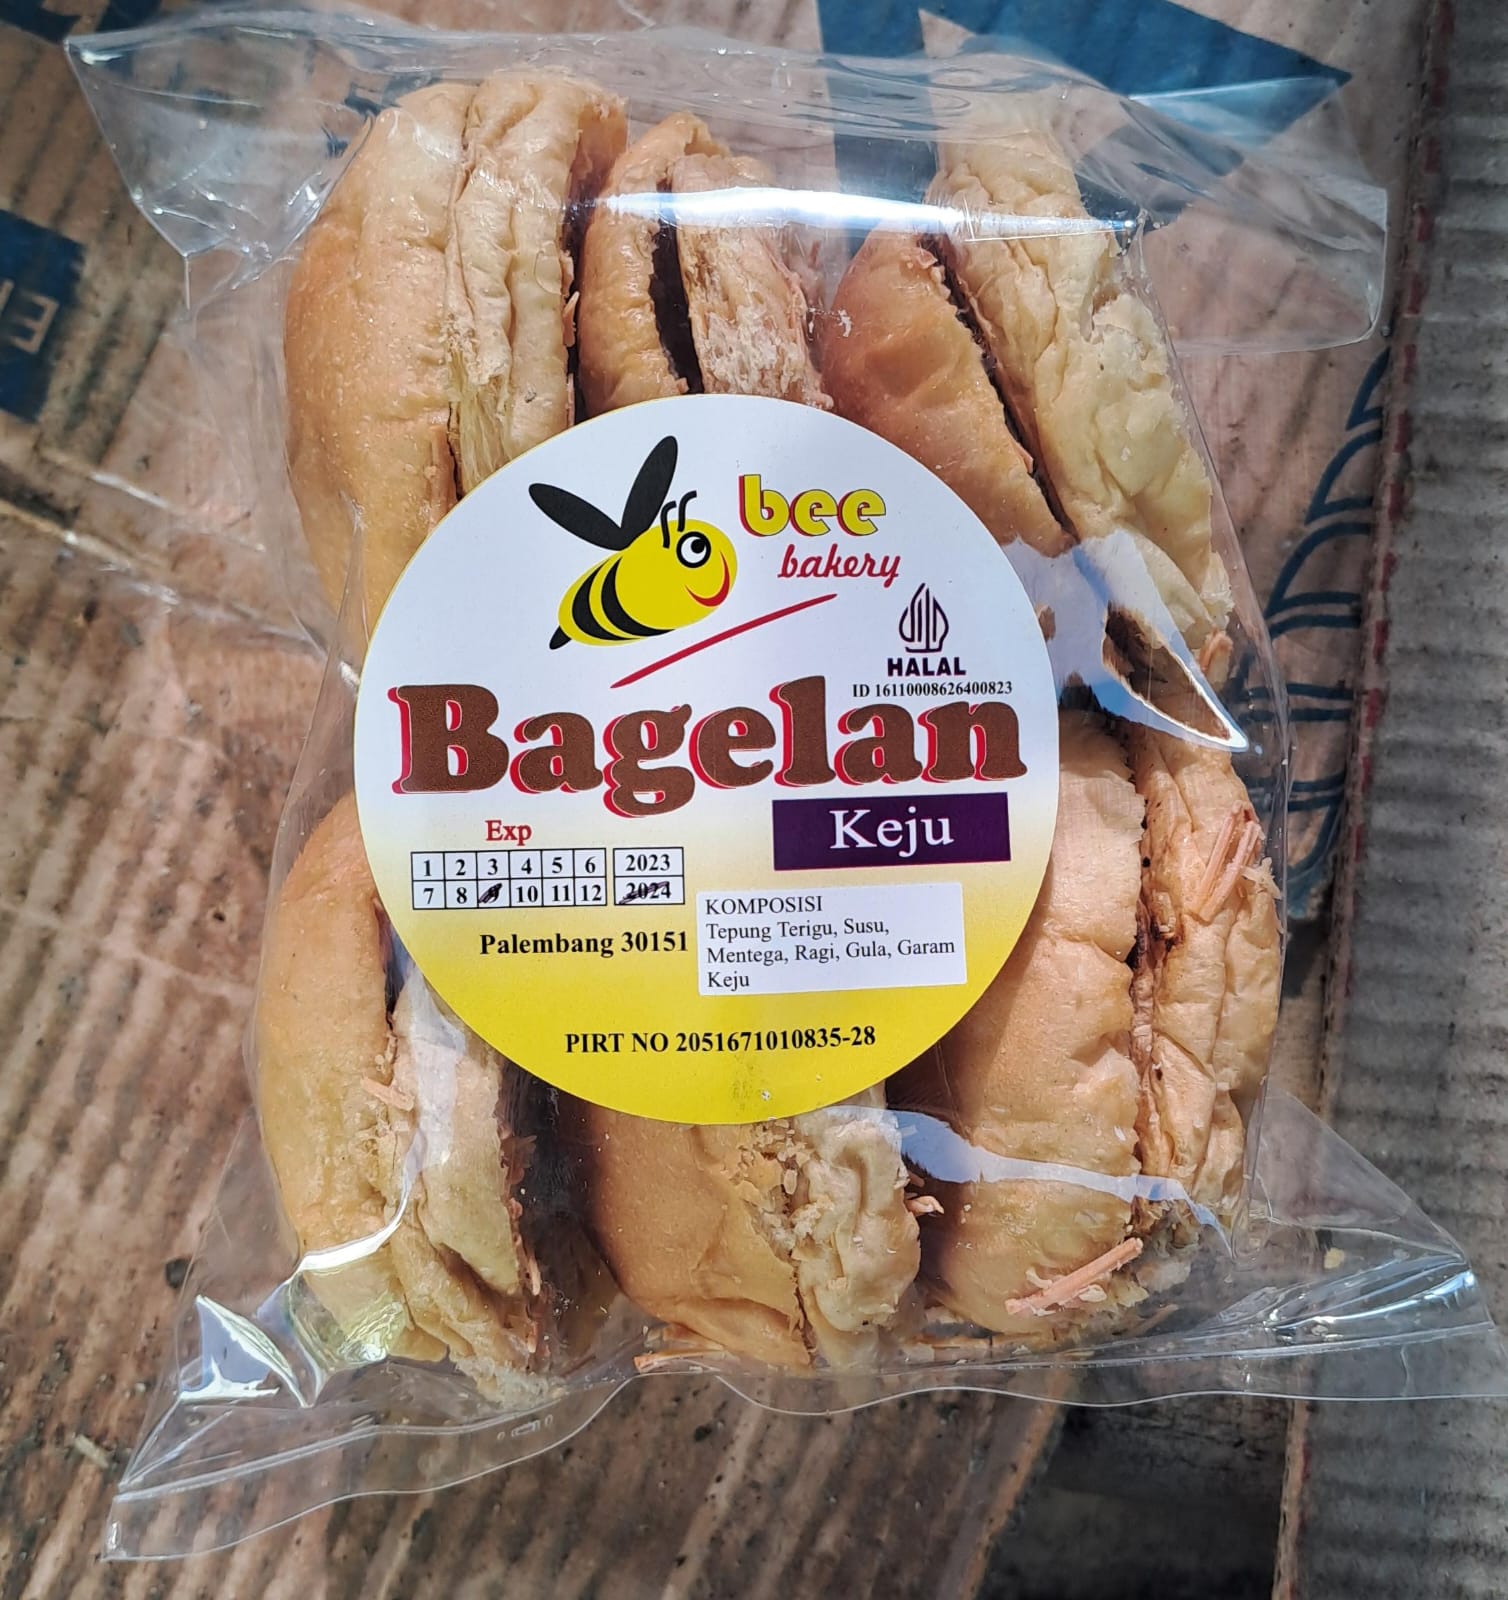 bee
bakery
HALAL
ID 16110008626400823
Bagelan
Keju
Exp
1 2 3 4 5 6 2023
7 8 9 10 11 12 2024
Palembang 30151
KOMPOSISI
Tepung Terigu, Susu,
Mentega, Ragi, Gula, Garam
Keju
PIRT NO 2051671010835-28